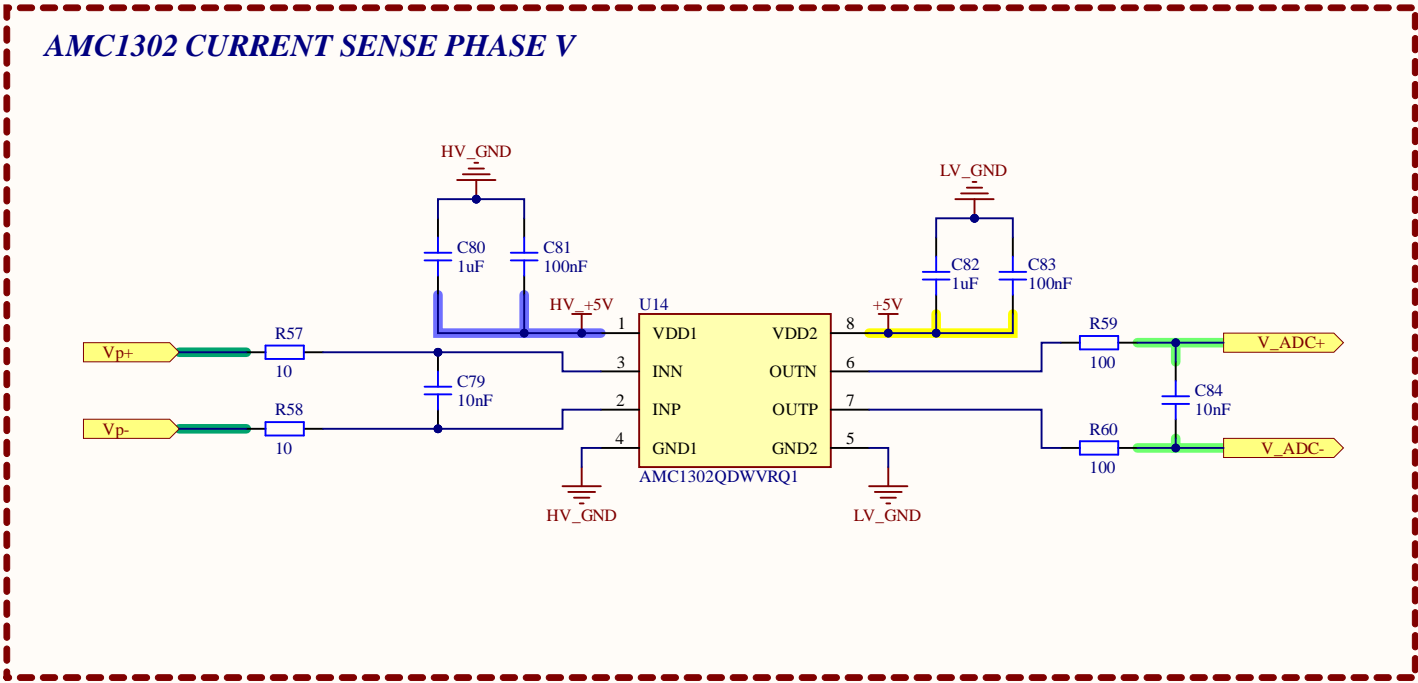 AMC1302 CURRENT SENSE PHASE V
HV_GND
LV_GND
C80
1uF
C81
100nF
C82
1uF
C83
100nF
HV_+5V
U14
+5V
Vp+
R57
10
1
VDD1
VDD2
8
R59
100
V_ADC+
3
INN
OUTN
6
C79
10nF
C84
10nF
Vp-
R58
10
2
INP
OUTP
7
R60
100
V_ADC-
4
GND1
GND2
5
AMC1302QDWVRQ1
HV_GND
LV_GND